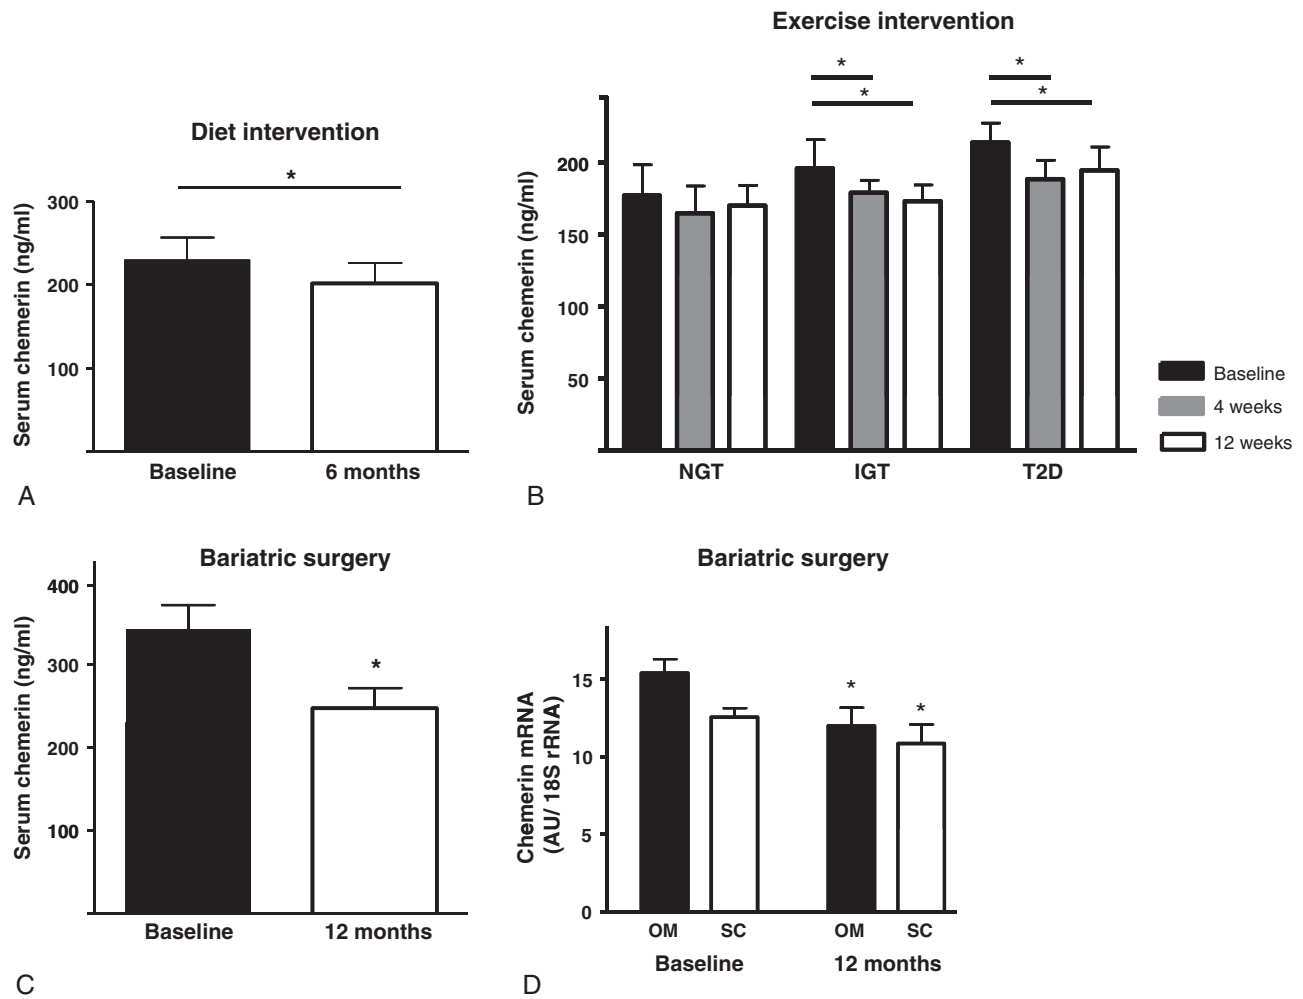 Diet intervention
*
Serum chemerin (ng/ml)
300
200
100
Baseline 6 months
A
Exercise intervention
* *
* *
Serum chemerin (ng/ml)
200
150
100
50
NGT IGT T2D
Baseline
4 weeks
12 weeks
B
Bariatric surgery
Serum chemerin (ng/ml)
400
300
200
100
*
Baseline 12 months
C
Bariatric surgery
Chemerin mRNA
(AU/ 18S rRNA)
15
10
5
0
* *
OM SC OM SC
Baseline 12 months
D